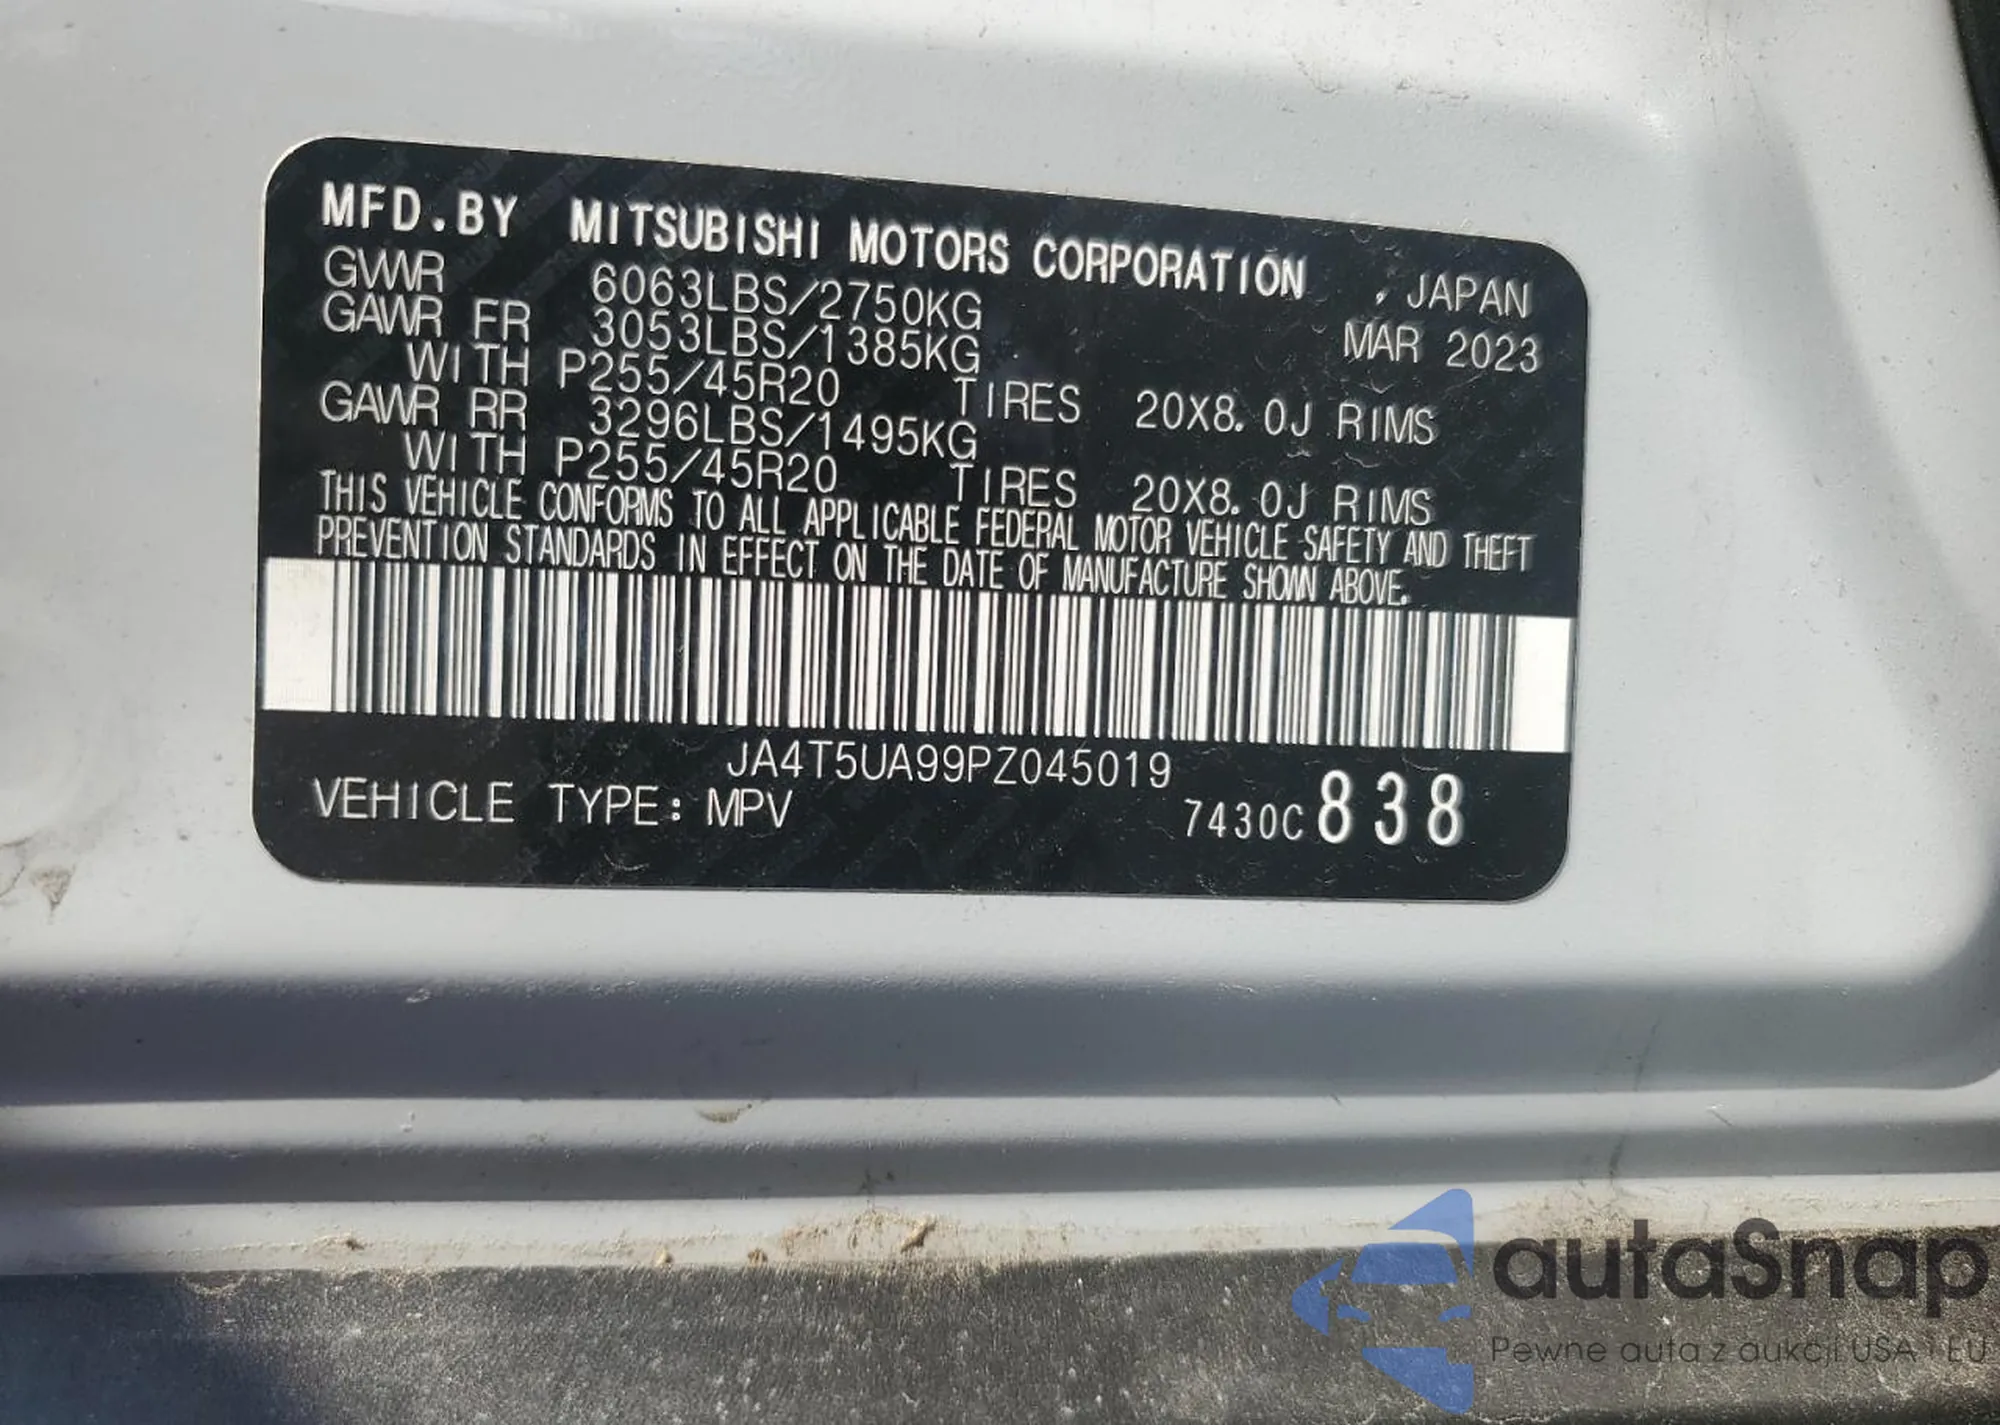 MFD.BY MITSUBISHI MOTORS CORPORATION , JAPAN
GVWR 6063LBS/2750KG MAR 2023
GAWR FR 3053LBS/1385KG
WITH P255/45R20 TIRES 20X8.0J RIMS
GAWR RR 3296LBS/1495KG
WITH P255/45R20 TIRES 20X8.0J RIMS
THIS VEHICLE CONFORMS TO ALL APPLICABLE FEDERAL MOTOR VEHICLE SAFETY AND THEFT
PREVENTION STANDARDS IN EFFECT ON THE DATE OF MANUFACTURE SHOWN ABOVE.
JA4T5UA99PZ045019
VEHICLE TYPE: MPV 7430C 838
autaSnap
Pewne auta z aukcji USA i EU